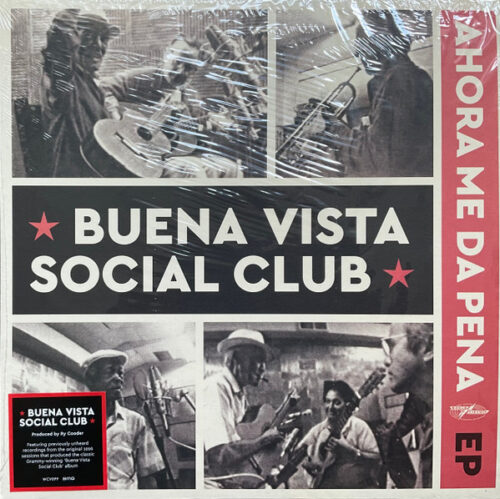 ★ BUENA VISTA
SOCIAL CLUB ★
AHORA ME DA PENA EP
★ BUENA VISTA
SOCIAL CLUB ★
Produced by Ry Cooder
Featuring previously unheard
recordings from the original 1996
sessions that produced the classic
Grammy-winning 'Buena Vista
Social Club' album
BMG